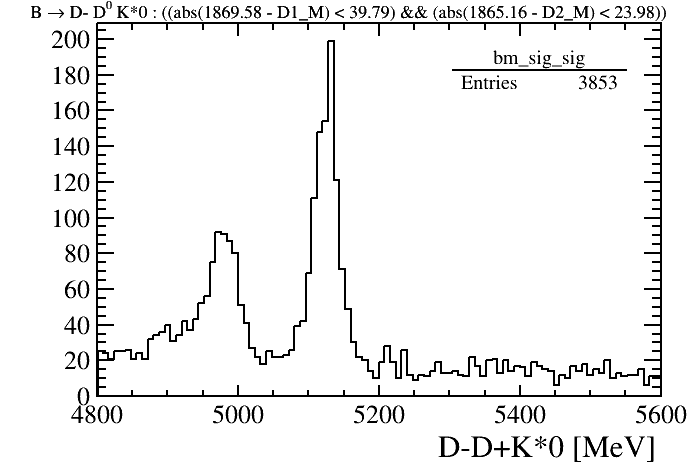 B → D- D⁰ K*0 : ((abs(1869.58 - D1_M) < 39.79) && (abs(1865.16 - D2_M) < 23.98))
bm_sig_sig
Entries 3853
200
180
160
140
120
100
80
60
40
20
0
4800 5000 5200 5400 5600
D-D+K*0 [MeV]